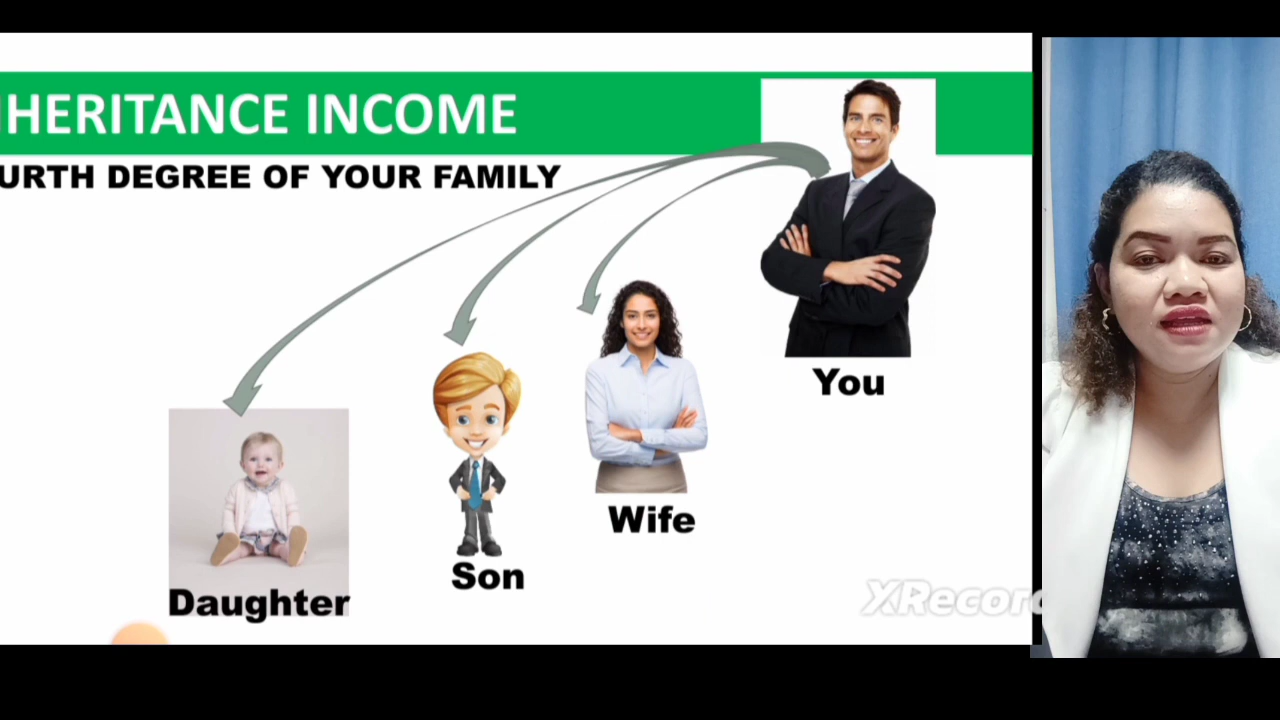 HERITANCE INCOME
URTH DEGREE OF YOUR FAMILY
You
Wife
Son
Daughter
XRecor